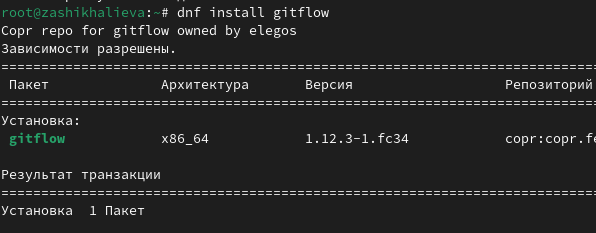 root@zashikhalieva:~# dnf install gitflow
Copr repo for gitflow owned by elegos
Зависимости разрешены.
================================================================================
Пакет Архитектура Версия Репозиторий
================================================================================
Установка:
gitflow x86_64 1.12.3-1.fc34 copr:copr.fe
Результат транзакции
================================================================================
Установка 1 Пакет